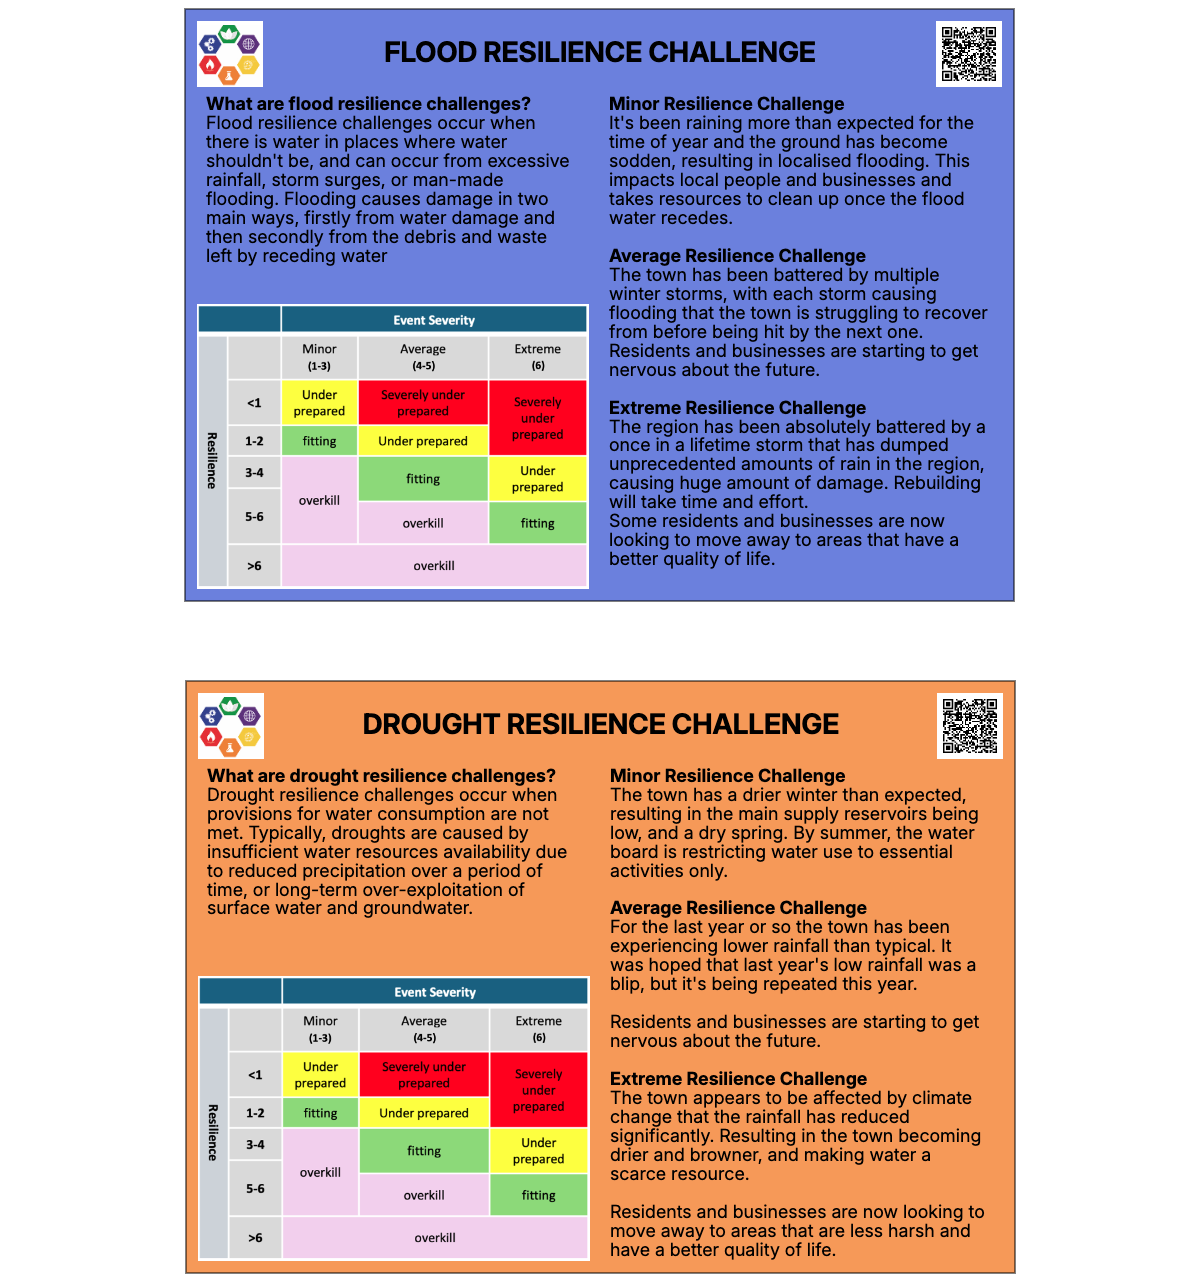 FLOOD RESILIENCE CHALLENGE
What are flood resilience challenges?
Flood resilience challenges occur when
there is water in places where water
shouldn't be, and can occur from excessive
rainfall, storm surges, or man-made
flooding. Flooding causes damage in two
main ways, firstly from water damage and
then secondly from the debris and waste
left by receding water
Event Severity
Minor
(1-3)
Average
(4-5)
Extreme
(6)
Resilience
<1
Under
prepared
Severely under
prepared
Severely
under
prepared
1-2
fitting
Under prepared
3-4
overkill
fitting
Under
prepared
5-6
overkill
fitting
>6
overkill
Minor Resilience Challenge
It's been raining more than expected for the
time of year and the ground has become
sodden, resulting in localised flooding. This
impacts local people and businesses and
takes resources to clean up once the flood
water recedes.
Average Resilience Challenge
The town has been battered by multiple
winter storms, with each storm causing
flooding that the town is struggling to recover
from before being hit by the next one.
Residents and businesses are starting to get
nervous about the future.
Extreme Resilience Challenge
The region has been absolutely battered by a
once in a lifetime storm that has dumped
unprecedented amounts of rain in the region,
causing huge amount of damage. Rebuilding
will take time and effort.
Some residents and businesses are now
looking to move away to areas that have a
better quality of life.
DROUGHT RESILIENCE CHALLENGE
What are drought resilience challenges?
Drought resilience challenges occur when
provisions for water consumption are not
met. Typically, droughts are caused by
insufficient water resources availability due
to reduced precipitation over a period of
time, or long-term over-exploitation of
surface water and groundwater.
Event Severity
Minor
(1-3)
Average
(4-5)
Extreme
(6)
Resilience
<1
Under
prepared
Severely under
prepared
Severely
under
prepared
1-2
fitting
Under prepared
3-4
overkill
fitting
Under
prepared
5-6
overkill
fitting
>6
overkill
Minor Resilience Challenge
The town has a drier winter than expected,
resulting in the main supply reservoirs being
low, and a dry spring. By summer, the water
board is restricting water use to essential
activities only.
Average Resilience Challenge
For the last year or so the town has been
experiencing lower rainfall than typical. It
was hoped that last year's low rainfall was a
blip, but it's being repeated this year.
Residents and businesses are starting to get
nervous about the future.
Extreme Resilience Challenge
The town appears to be affected by climate
change that the rainfall has reduced
significantly. Resulting in the town becoming
drier and browner, and making water a
scarce resource.
Residents and businesses are now looking to
move away to areas that are less harsh and
have a better quality of life.